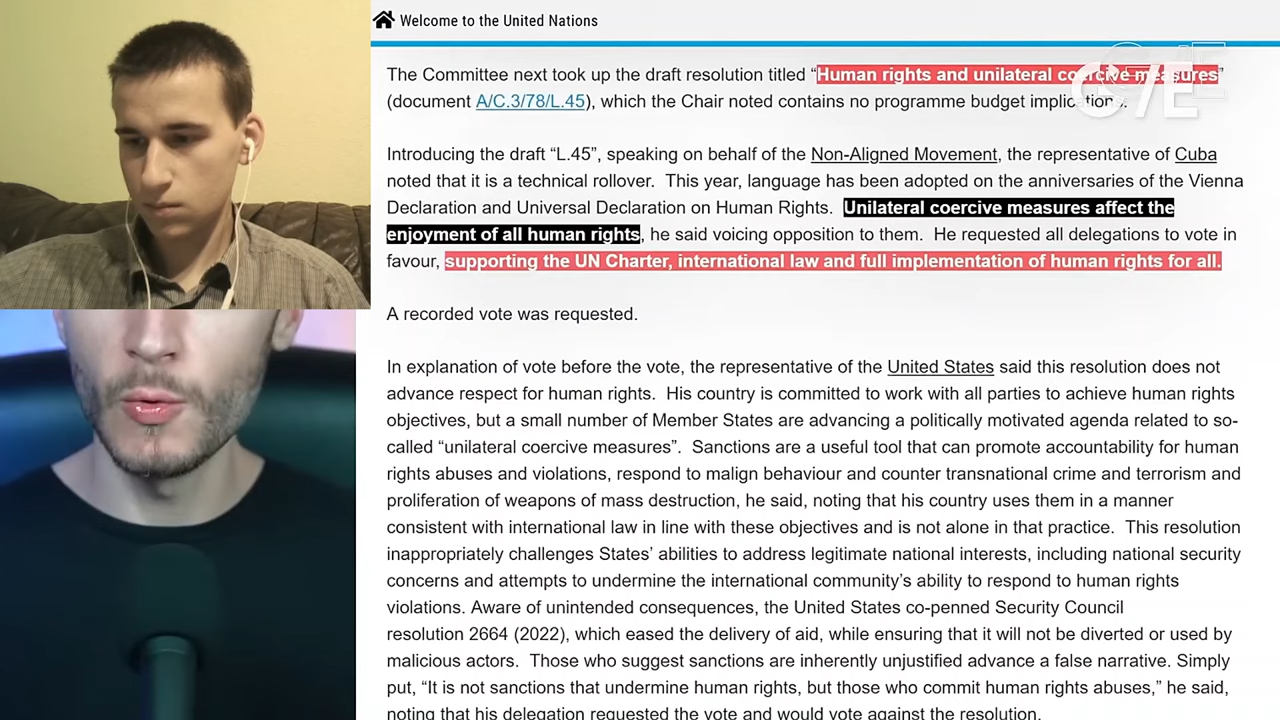 Welcome to the United Nations
The Committee next took up the draft resolution titled “Human rights and unilateral coercive measures”
(document A/C.3/78/L.45), which the Chair noted contains no programme budget implications.
Introducing the draft “L.45”, speaking on behalf of the Non-Aligned Movement, the representative of Cuba
noted that it is a technical rollover. This year, language has been adopted on the anniversaries of the Vienna
Declaration and Universal Declaration on Human Rights. Unilateral coercive measures affect the
enjoyment of all human rights, he said voicing opposition to them. He requested all delegations to vote in
favour, supporting the UN Charter, international law and full implementation of human rights for all.
A recorded vote was requested.
In explanation of vote before the vote, the representative of the United States said this resolution does not
advance respect for human rights. His country is committed to work with all parties to achieve human rights
objectives, but a small number of Member States are advancing a politically motivated agenda related to so-
called “unilateral coercive measures”. Sanctions are a useful tool that can promote accountability for human
rights abuses and violations, respond to malign behaviour and counter transnational crime and terrorism and
proliferation of weapons of mass destruction, he said, noting that his country uses them in a manner
consistent with international law in line with these objectives and is not alone in that practice. This resolution
inappropriately challenges States’ abilities to address legitimate national interests, including national security
concerns and attempts to undermine the international community’s ability to respond to human rights
violations. Aware of unintended consequences, the United States co-penned Security Council
resolution 2664 (2022), which eased the delivery of aid, while ensuring that it will not be diverted or used by
malicious actors. Those who suggest sanctions are inherently unjustified advance a false narrative. Simply
put, “It is not sanctions that undermine human rights, but those who commit human rights abuses,” he said,
noting that his delegation requested the vote and would vote against the resolution.